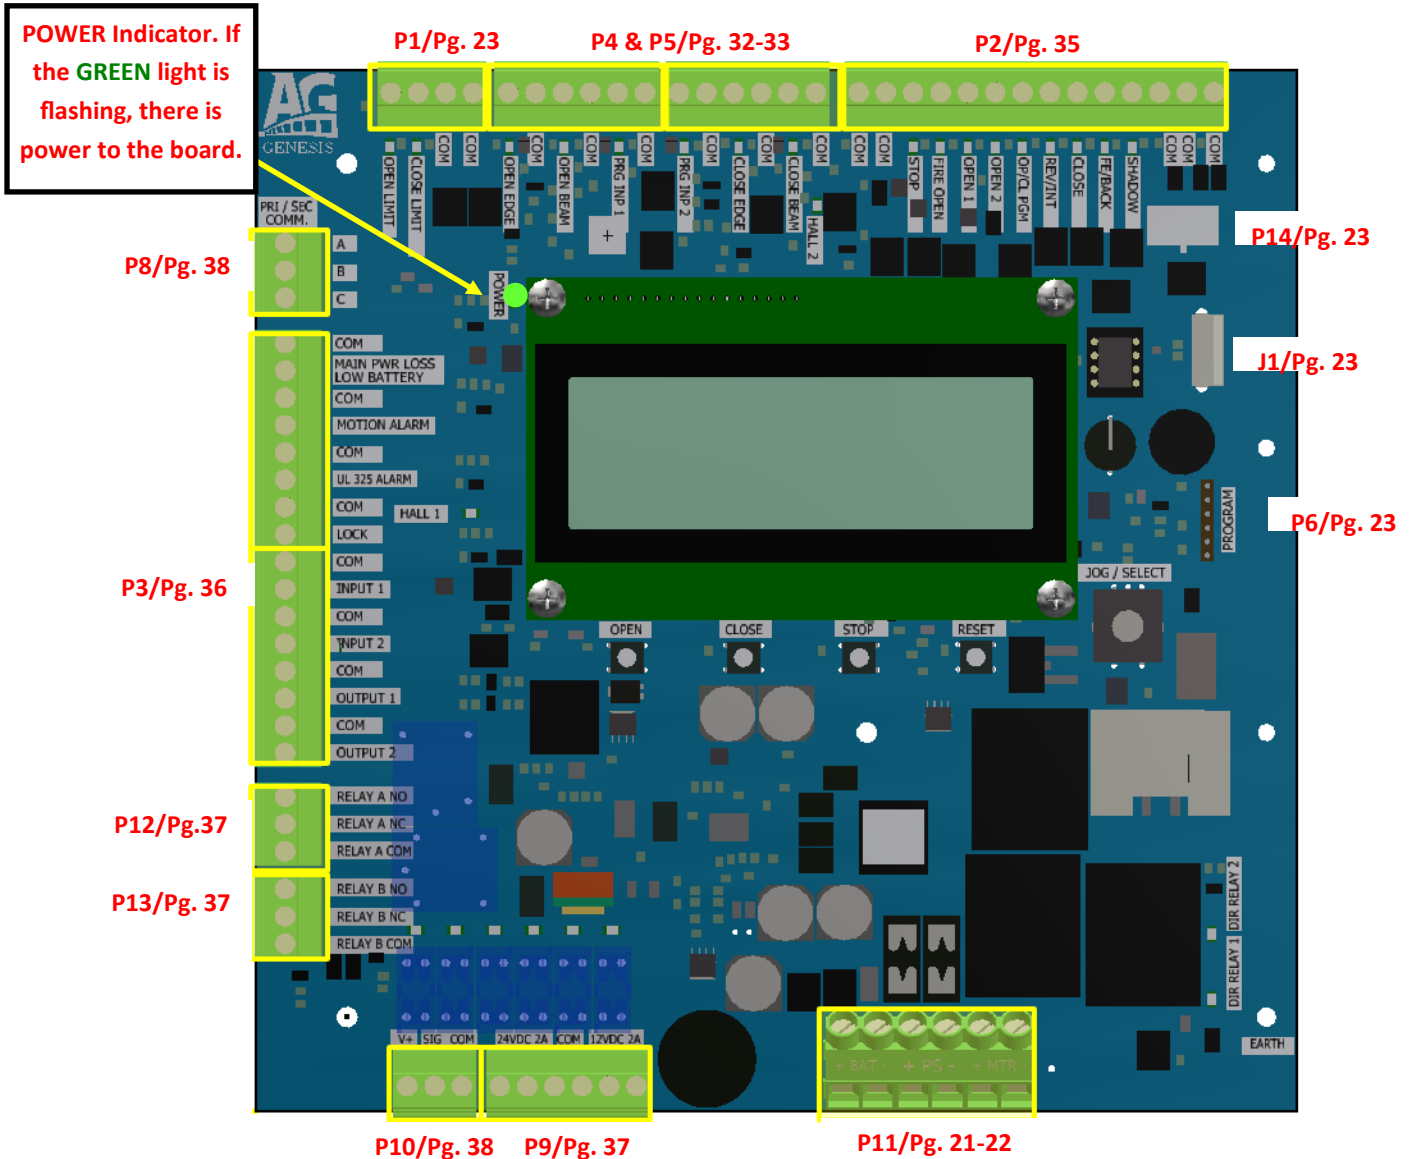 POWER Indicator. If
the GREEN light is
flashing, there is
power to the board.
P1/Pg. 23
P4 & P5/Pg. 32-33
P2/Pg. 35
AG
GENESIS
OPEN LIMIT
CLOSE LIMIT
COM
COM
OPEN EDGE
COM
OPEN BEAM
COM
PRG INP 1
COM
PRG INP 2
COM
CLOSE EDGE
COM
CLOSE BEAM
COM
HALL 2
COM
COM
STOP
FIRE OPEN
OPEN 1
OPEN 2
OP/CL PGM
REV/INT
CLOSE
FE/BACK
SHADOW
COM
COM
COM
PRI / SEC
COMM.
A
B
C
P8/Pg. 38
POWER
P14/Pg. 23
J1/Pg. 23
P6/Pg. 23
PROGRAM
JOG / SELECT
COM
MAIN PWR LOSS
LOW BATTERY
COM
MOTION ALARM
COM
UL 325 ALARM
COM
LOCK
HALL 1
COM
INPUT 1
COM
INPUT 2
COM
OUTPUT 1
COM
OUTPUT 2
P3/Pg. 36
OPEN
CLOSE
STOP
RESET
RELAY A NO
RELAY A NC
RELAY A COM
P12/Pg.37
RELAY B NO
RELAY B NC
RELAY B COM
P13/Pg. 37
DIR RELAY 1
DIR RELAY 2
EARTH
V+ SIG COM
24VDC 2A COM 12VDC 2A
+ BAT - + PS - + MTR -
P10/Pg. 38
P9/Pg. 37
P11/Pg. 21-22